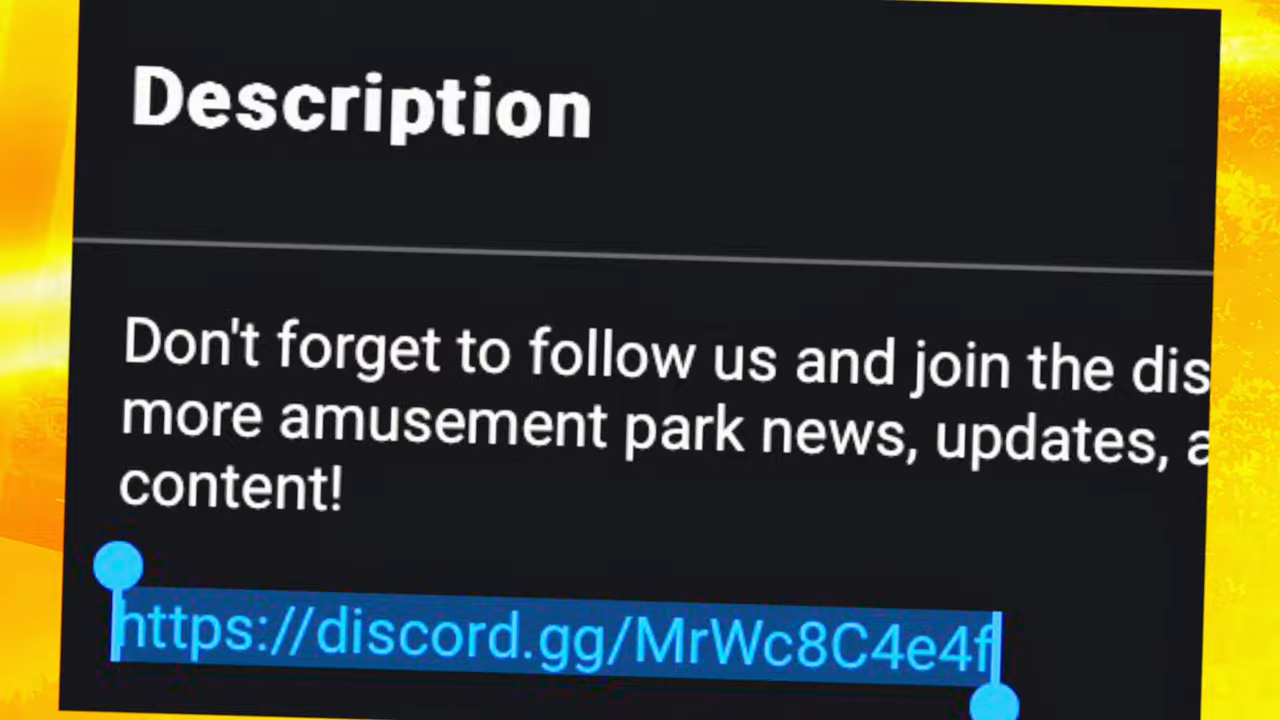 Description
Don't forget to follow us and join the dis
more amusement park news, updates, a
content!
https://discord.gg/MrWc8C4e4f